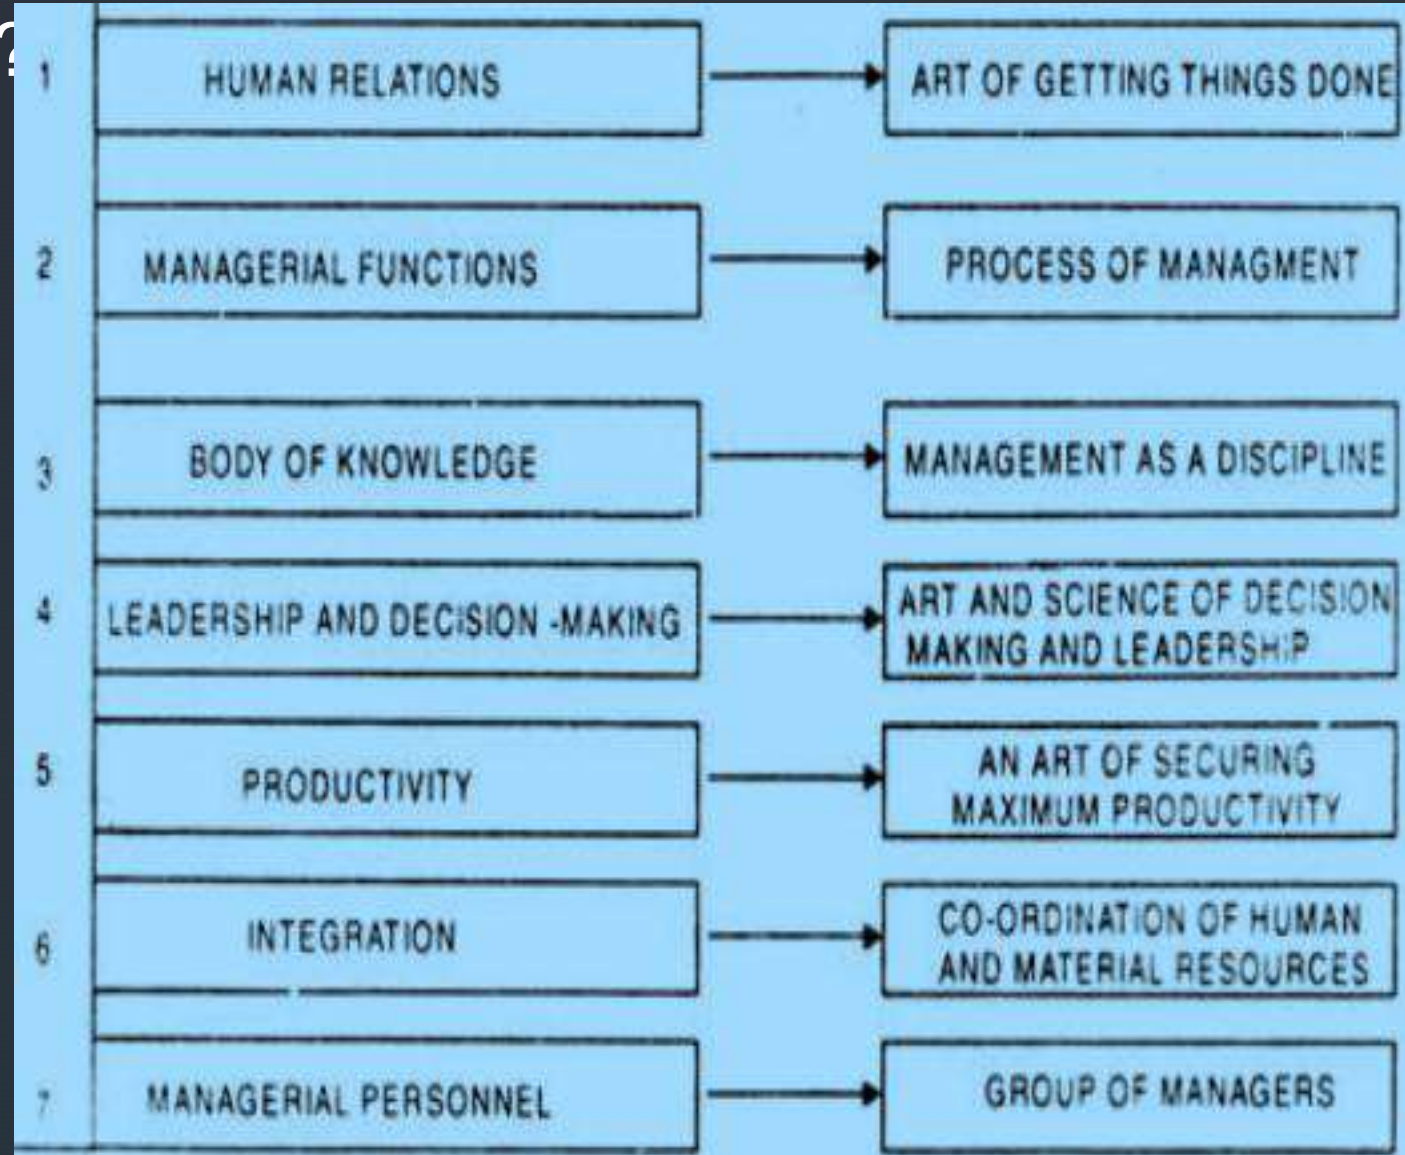 ?
1 HUMAN RELATIONS ART OF GETTING THINGS DONE
2 MANAGERIAL FUNCTIONS PROCESS OF MANAGMENT
3 BODY OF KNOWLEDGE MANAGEMENT AS A DISCIPLINE
4 LEADERSHIP AND DECISION -MAKING ART AND SCIENCE OF DECISION
MAKING AND LEADERSHIP
5 PRODUCTIVITY AN ART OF SECURING
MAXIMUM PRODUCTIVITY
6 INTEGRATION CO-ORDINATION OF HUMAN
AND MATERIAL RESOURCES
7 MANAGERIAL PERSONNEL GROUP OF MANAGERS